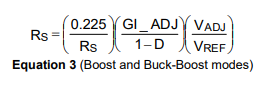 Rs = (0.225 / Rs) (GI_ADJ / 1−D) (VADJ / VREF)
Equation 3 (Boost and Buck-Boost modes)